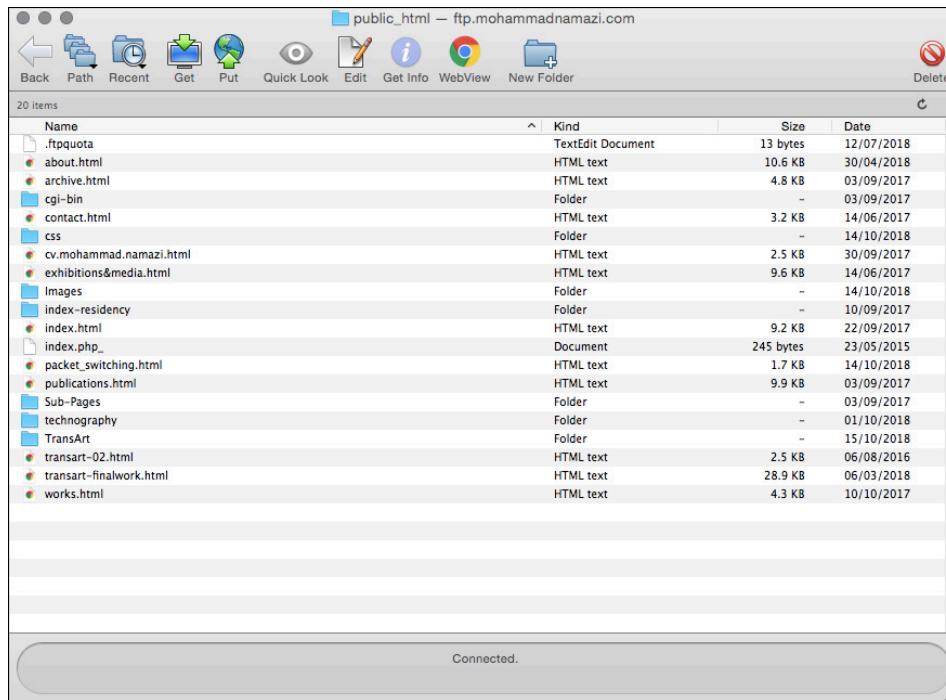 public_html — ftp.mohammadnamazi.com
Back Path Recent Get Put Quick Look Edit Get Info WebView New Folder Delete
20 items
Name Kind Size Date
.ftpquota TextEdit Document 13 bytes 12/07/2018
about.html HTML text 10.6 KB 30/04/2018
archive.html HTML text 4.8 KB 03/09/2017
cgi-bin Folder - 03/09/2017
contact.html HTML text 3.2 KB 14/06/2017
css Folder - 14/10/2018
cv.mohammad.namazi.html HTML text 2.5 KB 30/09/2017
exhibitions&media.html HTML text 9.6 KB 14/06/2017
Images Folder - 14/10/2018
index-residency Folder - 10/09/2017
index.html HTML text 9.2 KB 22/09/2017
index.php_ Document 245 bytes 23/05/2015
packet_switching.html HTML text 1.7 KB 14/10/2018
publications.html HTML text 9.9 KB 03/09/2017
Sub-Pages Folder - 03/09/2017
technography Folder - 01/10/2018
TransArt Folder - 15/10/2018
transart-02.html HTML text 2.5 KB 06/08/2016
transart-finalwork.html HTML text 28.9 KB 06/03/2018
works.html HTML text 4.3 KB 10/10/2017
Connected.